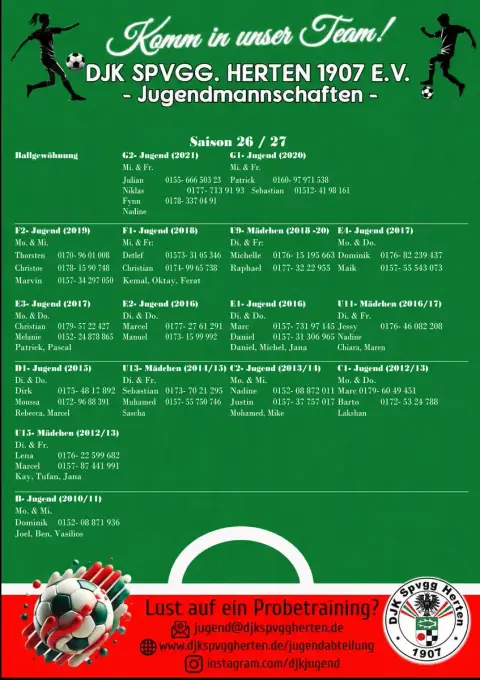 Komm in unser Team!
DJK SPVGG. HERTEN 1907 E.V.
- Jugendmannschaften -
Saison 26 / 27
Ballgewöhnung
G2- Jugend (2021)
Mi. & Fr.
Julian 0155- 666 503 23
Niklas 0177- 713 91 93
Fynn 0178- 337 04 91
Nadine
G1- Jugend (2020)
Mi. & Fr.
Patrick 0160- 97 971 538
Sebastian 01512- 41 98 161
F2- Jugend (2019)
Mo. & Mi.
Thorsten 0170- 96 01 008
Christos 0178- 15 90 748
Marvin 0157- 34 297 050
F1- Jugend (2018)
Mi. & Fr:
Detlef 01573- 31 05 346
Christian 0174- 99 65 738
Kemal, Oktay, Ferat
U9- Mädchen (2018 -20)
Di. & Fr:
Michelle 0176- 15 195 663
Raphael 0177- 32 22 955
E4- Jugend (2017)
Mo. & Do.
Dominik 0176- 82 239 437
Maik 0157- 55 543 073
E3- Jugend (2017)
Mo. & Do.
Christian 0179- 57 22 427
Melanie 0152- 24 878 865
Patrick, Pascal
E2- Jugend (2016)
Di. & Do.
Marcel 0177- 27 61 291
Manuel 0173- 15 99 992
E1- Jugend (2016)
Di. & Do.
Marc 0157- 731 97 145
Daniel 0157- 31 306 965
Daniel, Michel, Jana
U11- Mädchen (2016/17)
Di. & Fr.
Jessy 0176- 46 082 208
Nadine
Chiara, Maren
D1- Jugend (2015)
Di. & Do.
Dirk 0175- 48 17 892
Moussa 0172- 96 88 391
Rebecca, Marcel
U13- Mädchen (2014/15)
Di. & Fr.
Sebastian 0173- 70 21 295
Muhamed 0157- 55 750 746
Sascha
C2- Jugend (2013/14)
Mo. & Mi.
Nadine 0152- 08 872 011
Justin 0157- 37 757 017
Mohamed, Mike
C1- Jugend (2012/13)
Mo. & Do.
Marc 0179- 60 49 451
Barto 0172- 53 24 788
Lakshan
U15- Mädchen (2012/13)
Di. & Fr.
Lena 0176- 22 599 682
Marcel 0157- 87 441 991
Kay, Tufan, Jana
B- Jugend (2010/11)
Mo. & Mi.
Dominik 0152- 08 871 936
Joel, Ben, Vasilios
Lust auf ein Probetraining?
jugend@djkspvggherten.de
www.djkspvggherten.de/jugendabteilung
instagram.com/djkjugend
DJK Spvgg Herten
1907